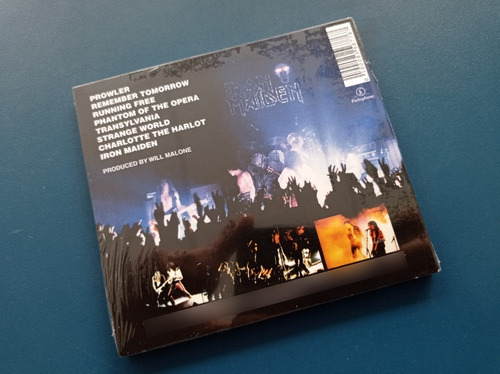 PROWLER
REMEMBER TOMORROW
RUNNING FREE
PHANTOM OF THE OPERA
TRANSYLVANIA
STRANGE WORLD
CHARLOTTE THE HARLOT
IRON MAIDEN
PRODUCED BY WILL MALONE
IRON
MAIDEN
Parlophone